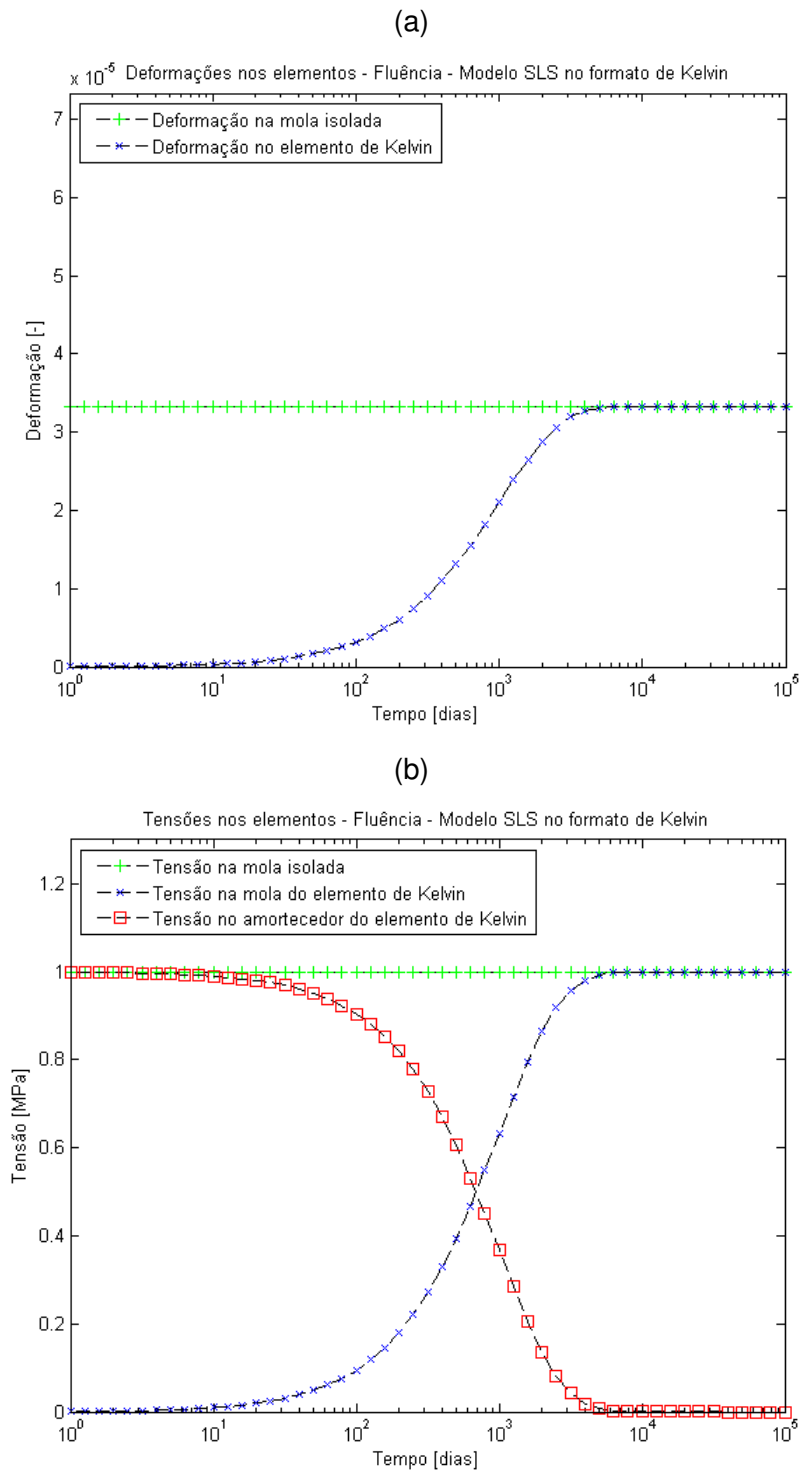 (a)
x 10^-5 Deformações nos elementos - Fluência - Modelo SLS no formato de Kelvin
Deformação na mola isolada
Deformação no elemento de Kelvin
7
6
5
4
3
2
1
0
Deformação [-]
10^0 10^1 10^2 10^3 10^4 10^5
Tempo [dias]
(b)
Tensões nos elementos - Fluência - Modelo SLS no formato de Kelvin
Tensão na mola isolada
Tensão na mola do elemento de Kelvin
Tensão no amortecedor do elemento de Kelvin
1.2
1
0.8
0.6
0.4
0.2
0
Tensão [MPa]
10^0 10^1 10^2 10^3 10^4 10^5
Tempo [dias]